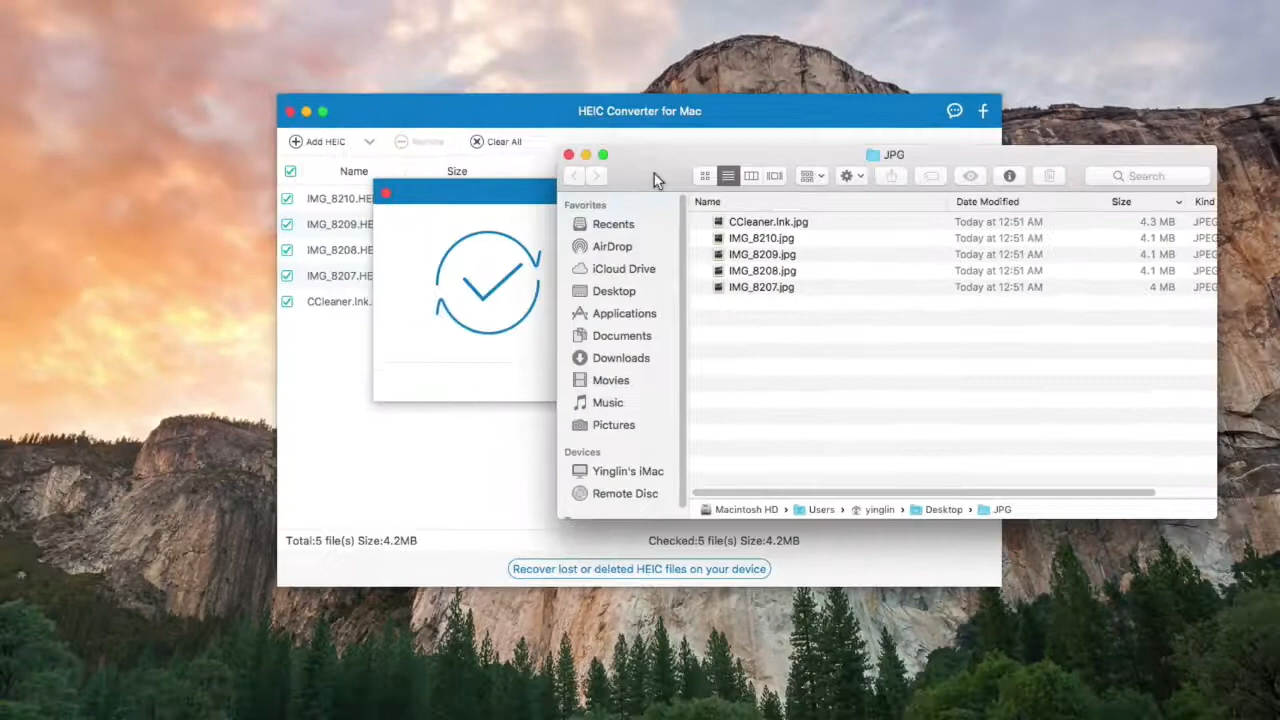 HEIC Converter for Mac
Add HEIC
Remove
Clear All
Name
Size
IMG_8210.HE
IMG_8209.HE
IMG_8208.HE
IMG_8207.HE
CCleaner.lnk.
Total:5 file(s) Size:4.2MB
Checked:5 file(s) Size:4.2MB
Recover lost or deleted HEIC files on your device
JPG
Search
Favorites
Recents
AirDrop
iCloud Drive
Desktop
Applications
Documents
Downloads
Movies
Music
Pictures
Devices
Yinglin's iMac
Remote Disc
Name Date Modified Size Kind
CCleaner.lnk.jpg Today at 12:51 AM 4.3 MB JPEG
IMG_8210.jpg Today at 12:51 AM 4.1 MB JPEG
IMG_8209.jpg Today at 12:51 AM 4.1 MB JPEG
IMG_8208.jpg Today at 12:51 AM 4.1 MB JPEG
IMG_8207.jpg Today at 12:51 AM 4 MB JPEG
Macintosh HD › Users › yinglin › Desktop › JPG